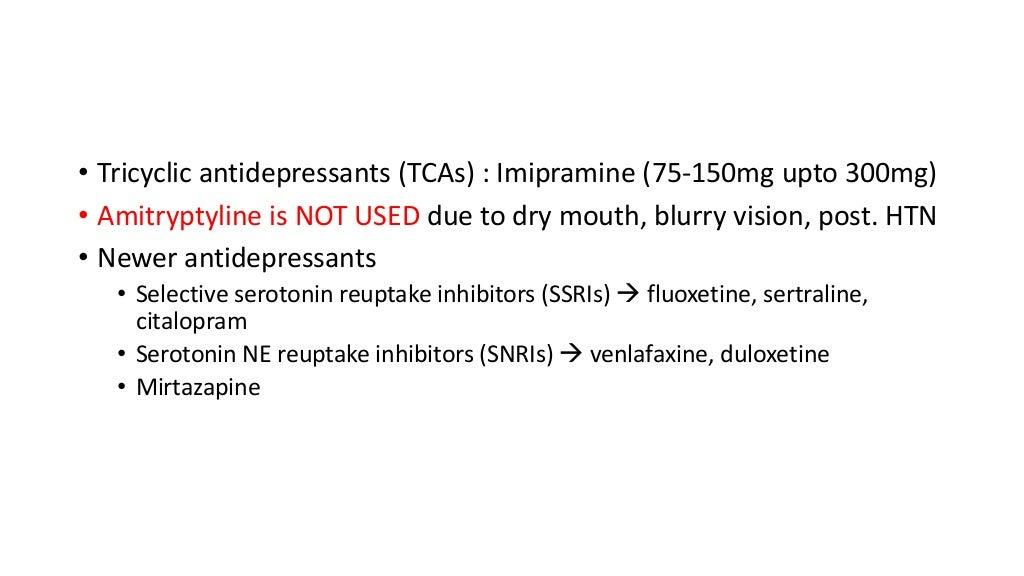 • Tricyclic antidepressants (TCAs) : Imipramine (75-150mg upto 300mg)
• Amitryptyline is NOT USED due to dry mouth, blurry vision, post. HTN
• Newer antidepressants
• Selective serotonin reuptake inhibitors (SSRIs) → fluoxetine, sertraline,
citalopram
• Serotonin NE reuptake inhibitors (SNRIs) → venlafaxine, duloxetine
• Mirtazapine